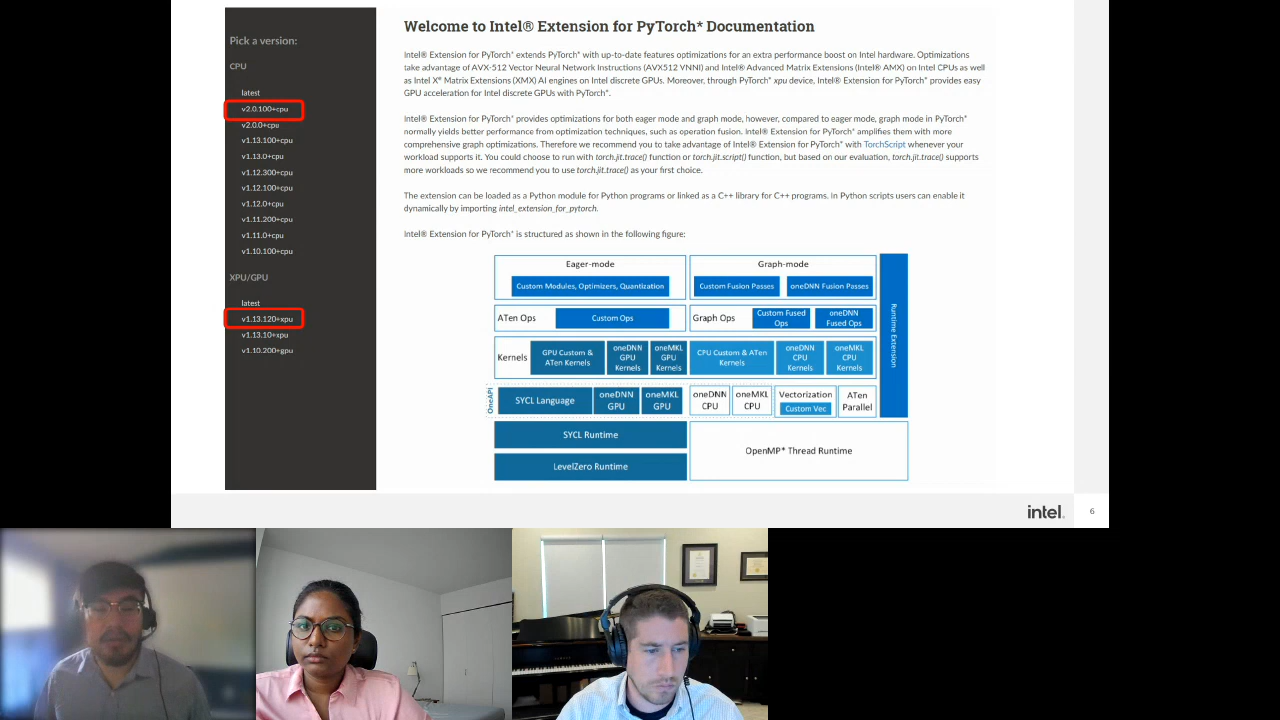 Pick a version:
CPU
latest
v2.0.100+cpu
v2.0.0+cpu
v1.13.100+cpu
v1.13.0+cpu
v1.12.300+cpu
v1.12.100+cpu
v1.12.0+cpu
v1.11.200+cpu
v1.11.0+cpu
v1.10.100+cpu
XPU/GPU
latest
v1.13.120+xpu
v1.13.10+xpu
v1.10.200+gpu
Welcome to Intel® Extension for PyTorch* Documentation
Intel® Extension for PyTorch* extends PyTorch* with up-to-date features optimizations for an extra performance boost on Intel hardware. Optimizations
take advantage of AVX-512 Vector Neural Network Instructions (AVX512 VNNI) and Intel® Advanced Matrix Extensions (Intel® AMX) on Intel CPUs as well
as Intel Xe Matrix Extensions (XMX) AI engines on Intel discrete GPUs. Moreover, through PyTorch* xpu device, Intel® Extension for PyTorch* provides easy
GPU acceleration for Intel discrete GPUs with PyTorch*.
Intel® Extension for PyTorch* provides optimizations for both eager mode and graph mode, however, compared to eager mode, graph mode in PyTorch*
normally yields better performance from optimization techniques, such as operation fusion. Intel® Extension for PyTorch* amplifies them with more
comprehensive graph optimizations. Therefore we recommend you to take advantage of Intel® Extension for PyTorch* with TorchScript whenever your
workload supports it. You could choose to run with torch.jit.trace() function or torch.jit.script() function, but based on our evaluation, torch.jit.trace() supports
more workloads so we recommend you to use torch.jit.trace() as your first choice.
The extension can be loaded as a Python module for Python programs or linked as a C++ library for C++ programs. In Python scripts users can enable it
dynamically by importing intel_extension_for_pytorch.
Intel® Extension for PyTorch* is structured as shown in the following figure:
Eager-mode
Custom Modules, Optimizers, Quantization
Graph-mode
Custom Fusion Passes
oneDNN Fusion Passes
ATen Ops
Custom Ops
Graph Ops
Custom Fused
Ops
oneDNN
Fused Ops
Kernels
GPU Custom &
ATen Kernels
oneDNN
GPU
Kernels
oneMKL
GPU
Kernels
CPU Custom & ATen
Kernels
oneDNN
CPU
Kernels
oneMKL
CPU
Kernels
Runtime Extension
OneAPI
SYCL Language
oneDNN
GPU
oneMKL
GPU
oneDNN
CPU
oneMKL
CPU
Vectorization
Custom Vec
ATen
Parallel
SYCL Runtime
LevelZero Runtime
OpenMP* Thread Runtime
intel.
6